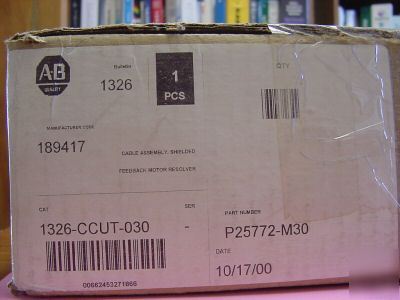 A-B
QUALITY
Bulletin
1326
1
PCS
QTY
MANUFACTURER CODE
189417
CABLE ASSEMBLY, SHIELDED
FEEDBACK MOTOR RESOLVER
CAT
SER
1326-CCUT-030
-
PART NUMBER
P25772-M30
DATE
10/17/00
00662453271866